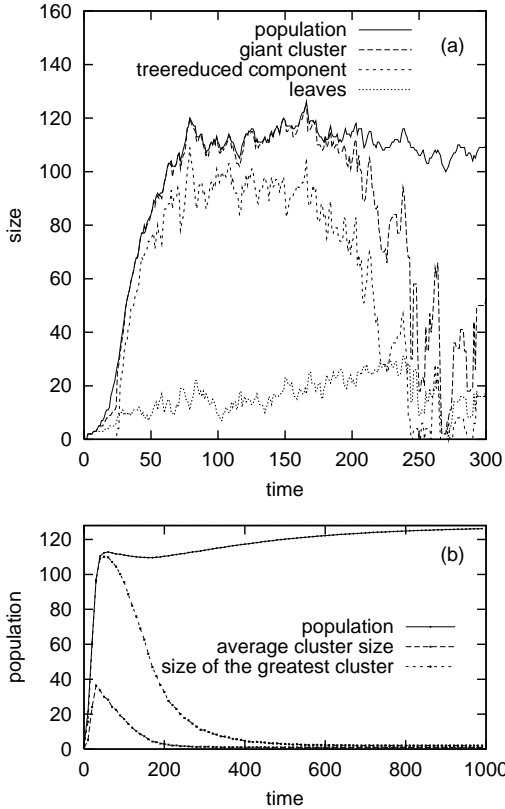 160
140
120
100
80
60
40
20
0
size
population
giant cluster
treereduced component
leaves
(a)
0 50 100 150 200 250 300
time
120
100
80
60
40
20
0
population
(b)
population
average cluster size
size of the greatest cluster
0 200 400 600 800 1000
time